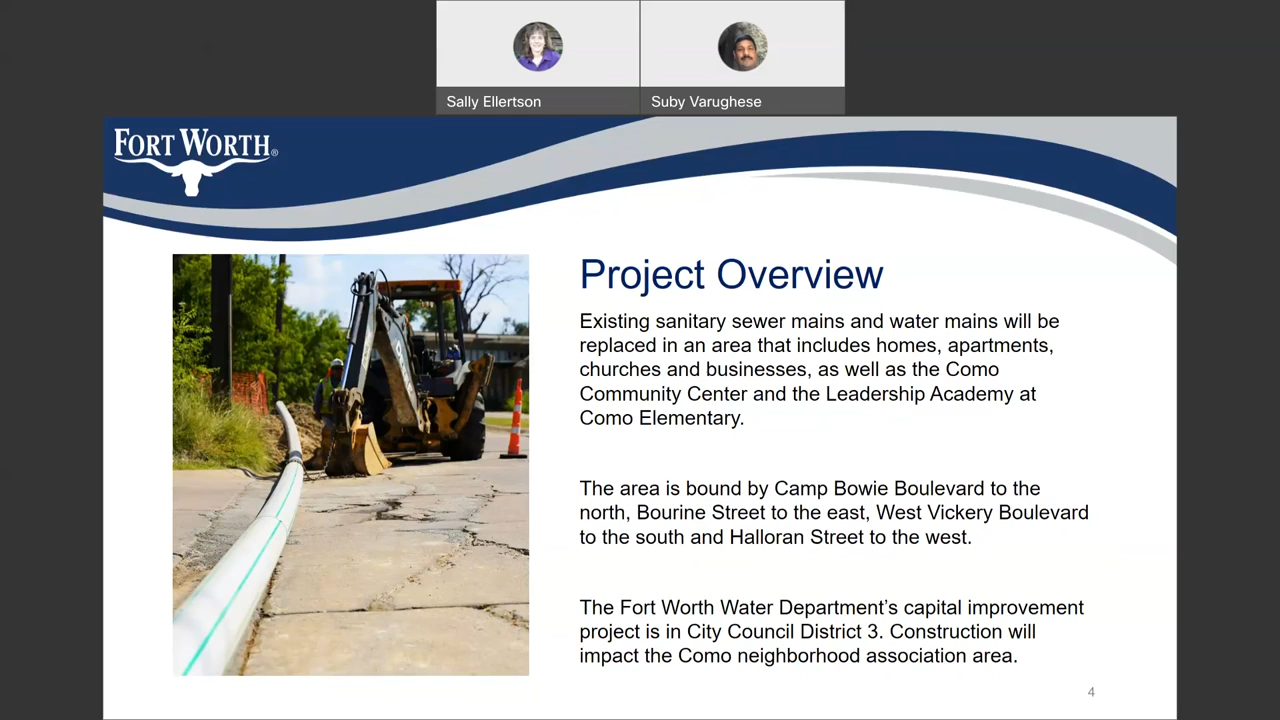 Sally Ellertson
Suby Varughese
FORT WORTH®
Project Overview
Existing sanitary sewer mains and water mains will be
replaced in an area that includes homes, apartments,
churches and businesses, as well as the Como
Community Center and the Leadership Academy at
Como Elementary.
The area is bound by Camp Bowie Boulevard to the
north, Bourine Street to the east, West Vickery Boulevard
to the south and Halloran Street to the west.
The Fort Worth Water Department’s capital improvement
project is in City Council District 3. Construction will
impact the Como neighborhood association area.
4